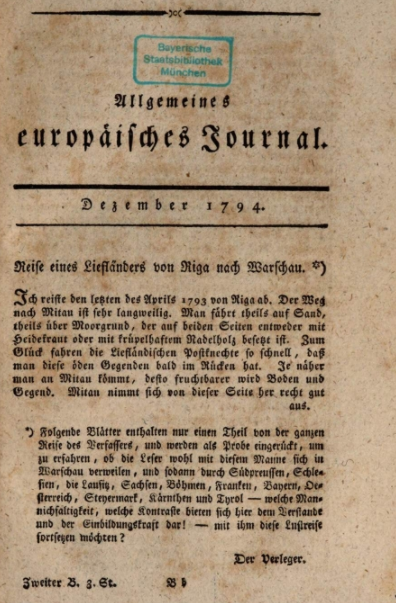 Bayerische
Staatsbibliothek
München
Allgemeines
europäisches Journal.
Dezember 1794.
Reise eines Liefländers von Riga nach Warschau. *)
Ich reiste den letzten des Aprils 1793 von Riga ab. Der Weg
nach Mitau ist sehr langweilig. Man fährt theils auf Sand,
theils über Moorgrund, der auf beiden Seiten entweder mit
Heidekraut oder mit krüpelhaftem Nadelholz besetzt ist. Zum
Glück fahren die Liefländischen Postknechte so schnell, daß
man diese öden Gegenden bald im Rücken hat. Je näher
man an Mitau kömmt, desto fruchtbarer wird Boden und
Gegend. Mitau nimmt sich von dieser Seite her recht gut
aus.
*) Folgende Blätter enthalten nur einen Theil von der ganzen
Reise des Verfassers, und werden als Probe eingerückt, um
zu erfahren, ob die Leser wohl mit diesem Manne sich in
Warschau verweilen, und sodann durch Südpreussen, Schle-
sien, die Lausitz, Sachsen, Böhmen, Franken, Bayern, Oe-
sterreich, Steyermark, Kärnthen und Tyrol — welche Man-
nichfaltigkeit, welche Kontraste bieten sich hier dem Verstande
und der Einbildungskraft dar! — mit ihm diese Lustreise
fortsetzen möchten?
Der Verleger.
Zweiter B. 3. St. B b